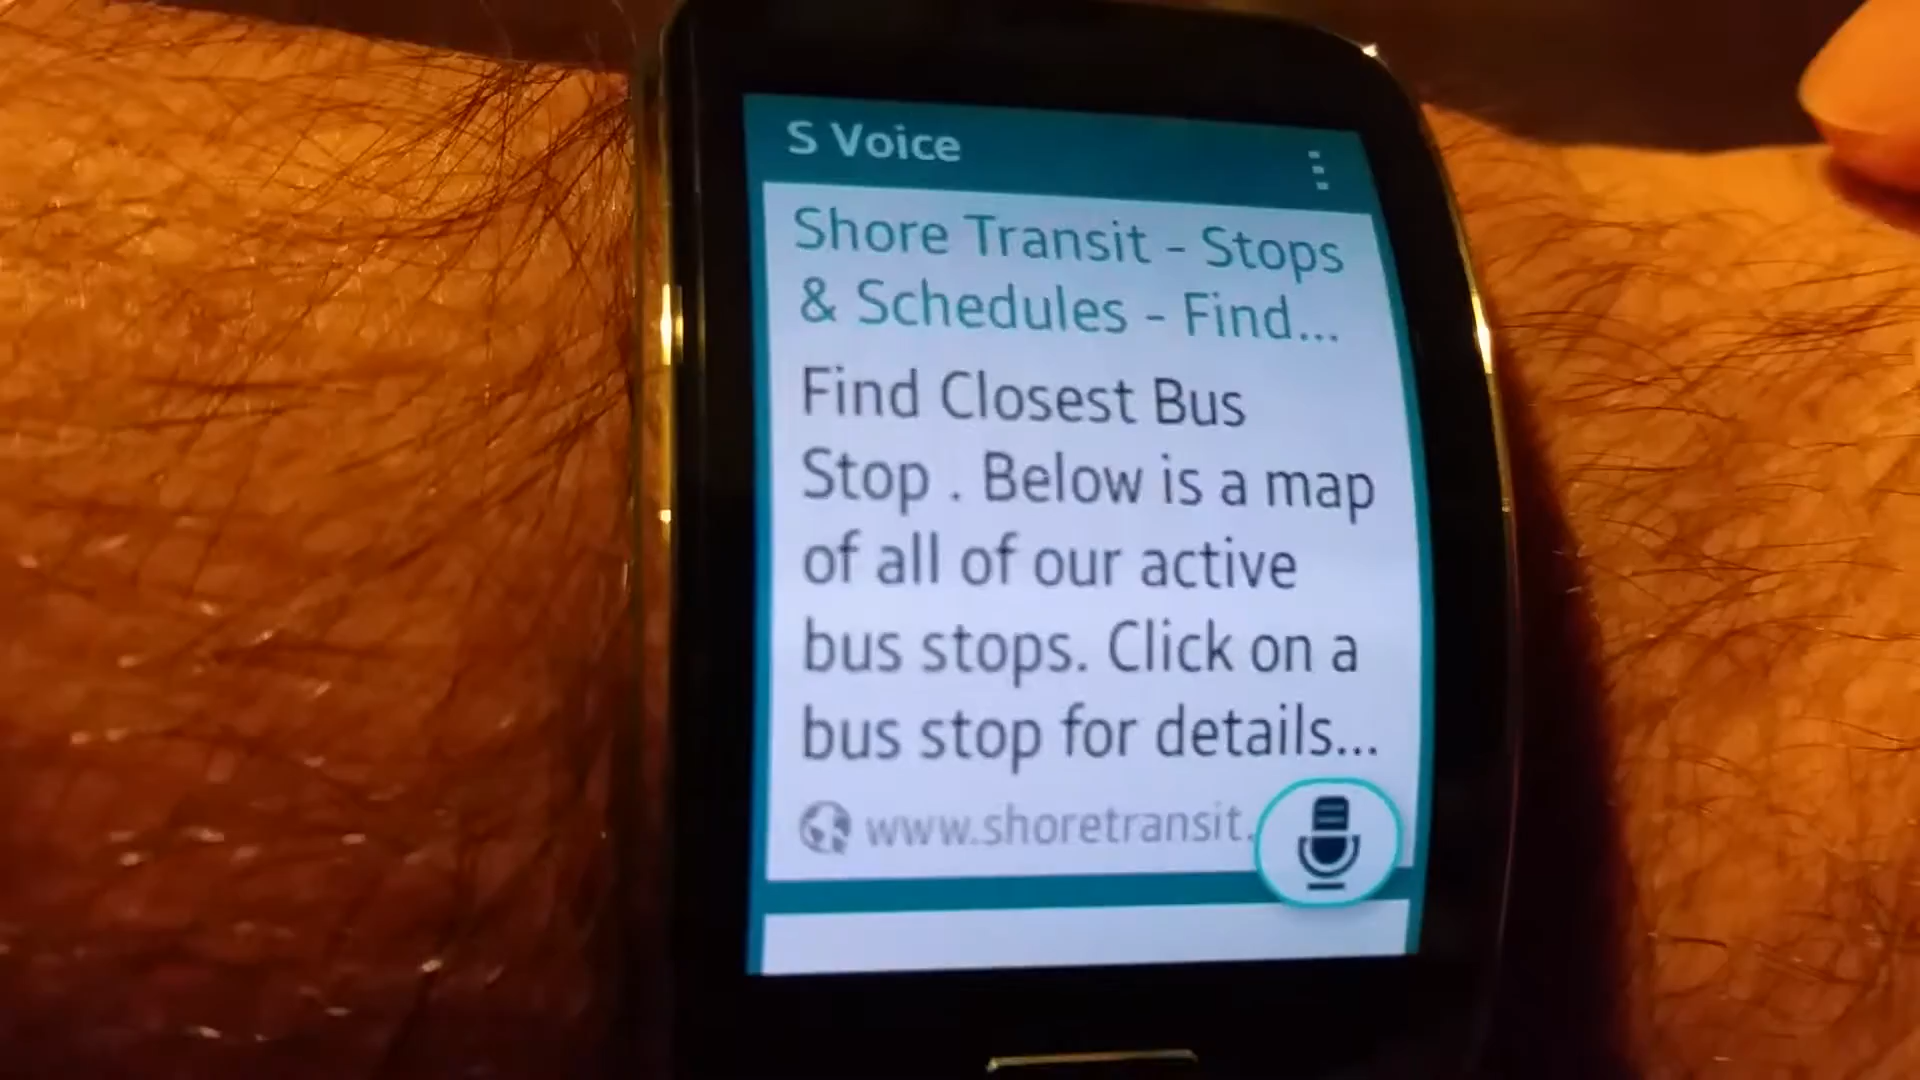 S Voice
Shore Transit - Stops
& Schedules - Find...
Find Closest Bus
Stop . Below is a map
of all of our active
bus stops. Click on a
bus stop for details...
www.shoretransit.